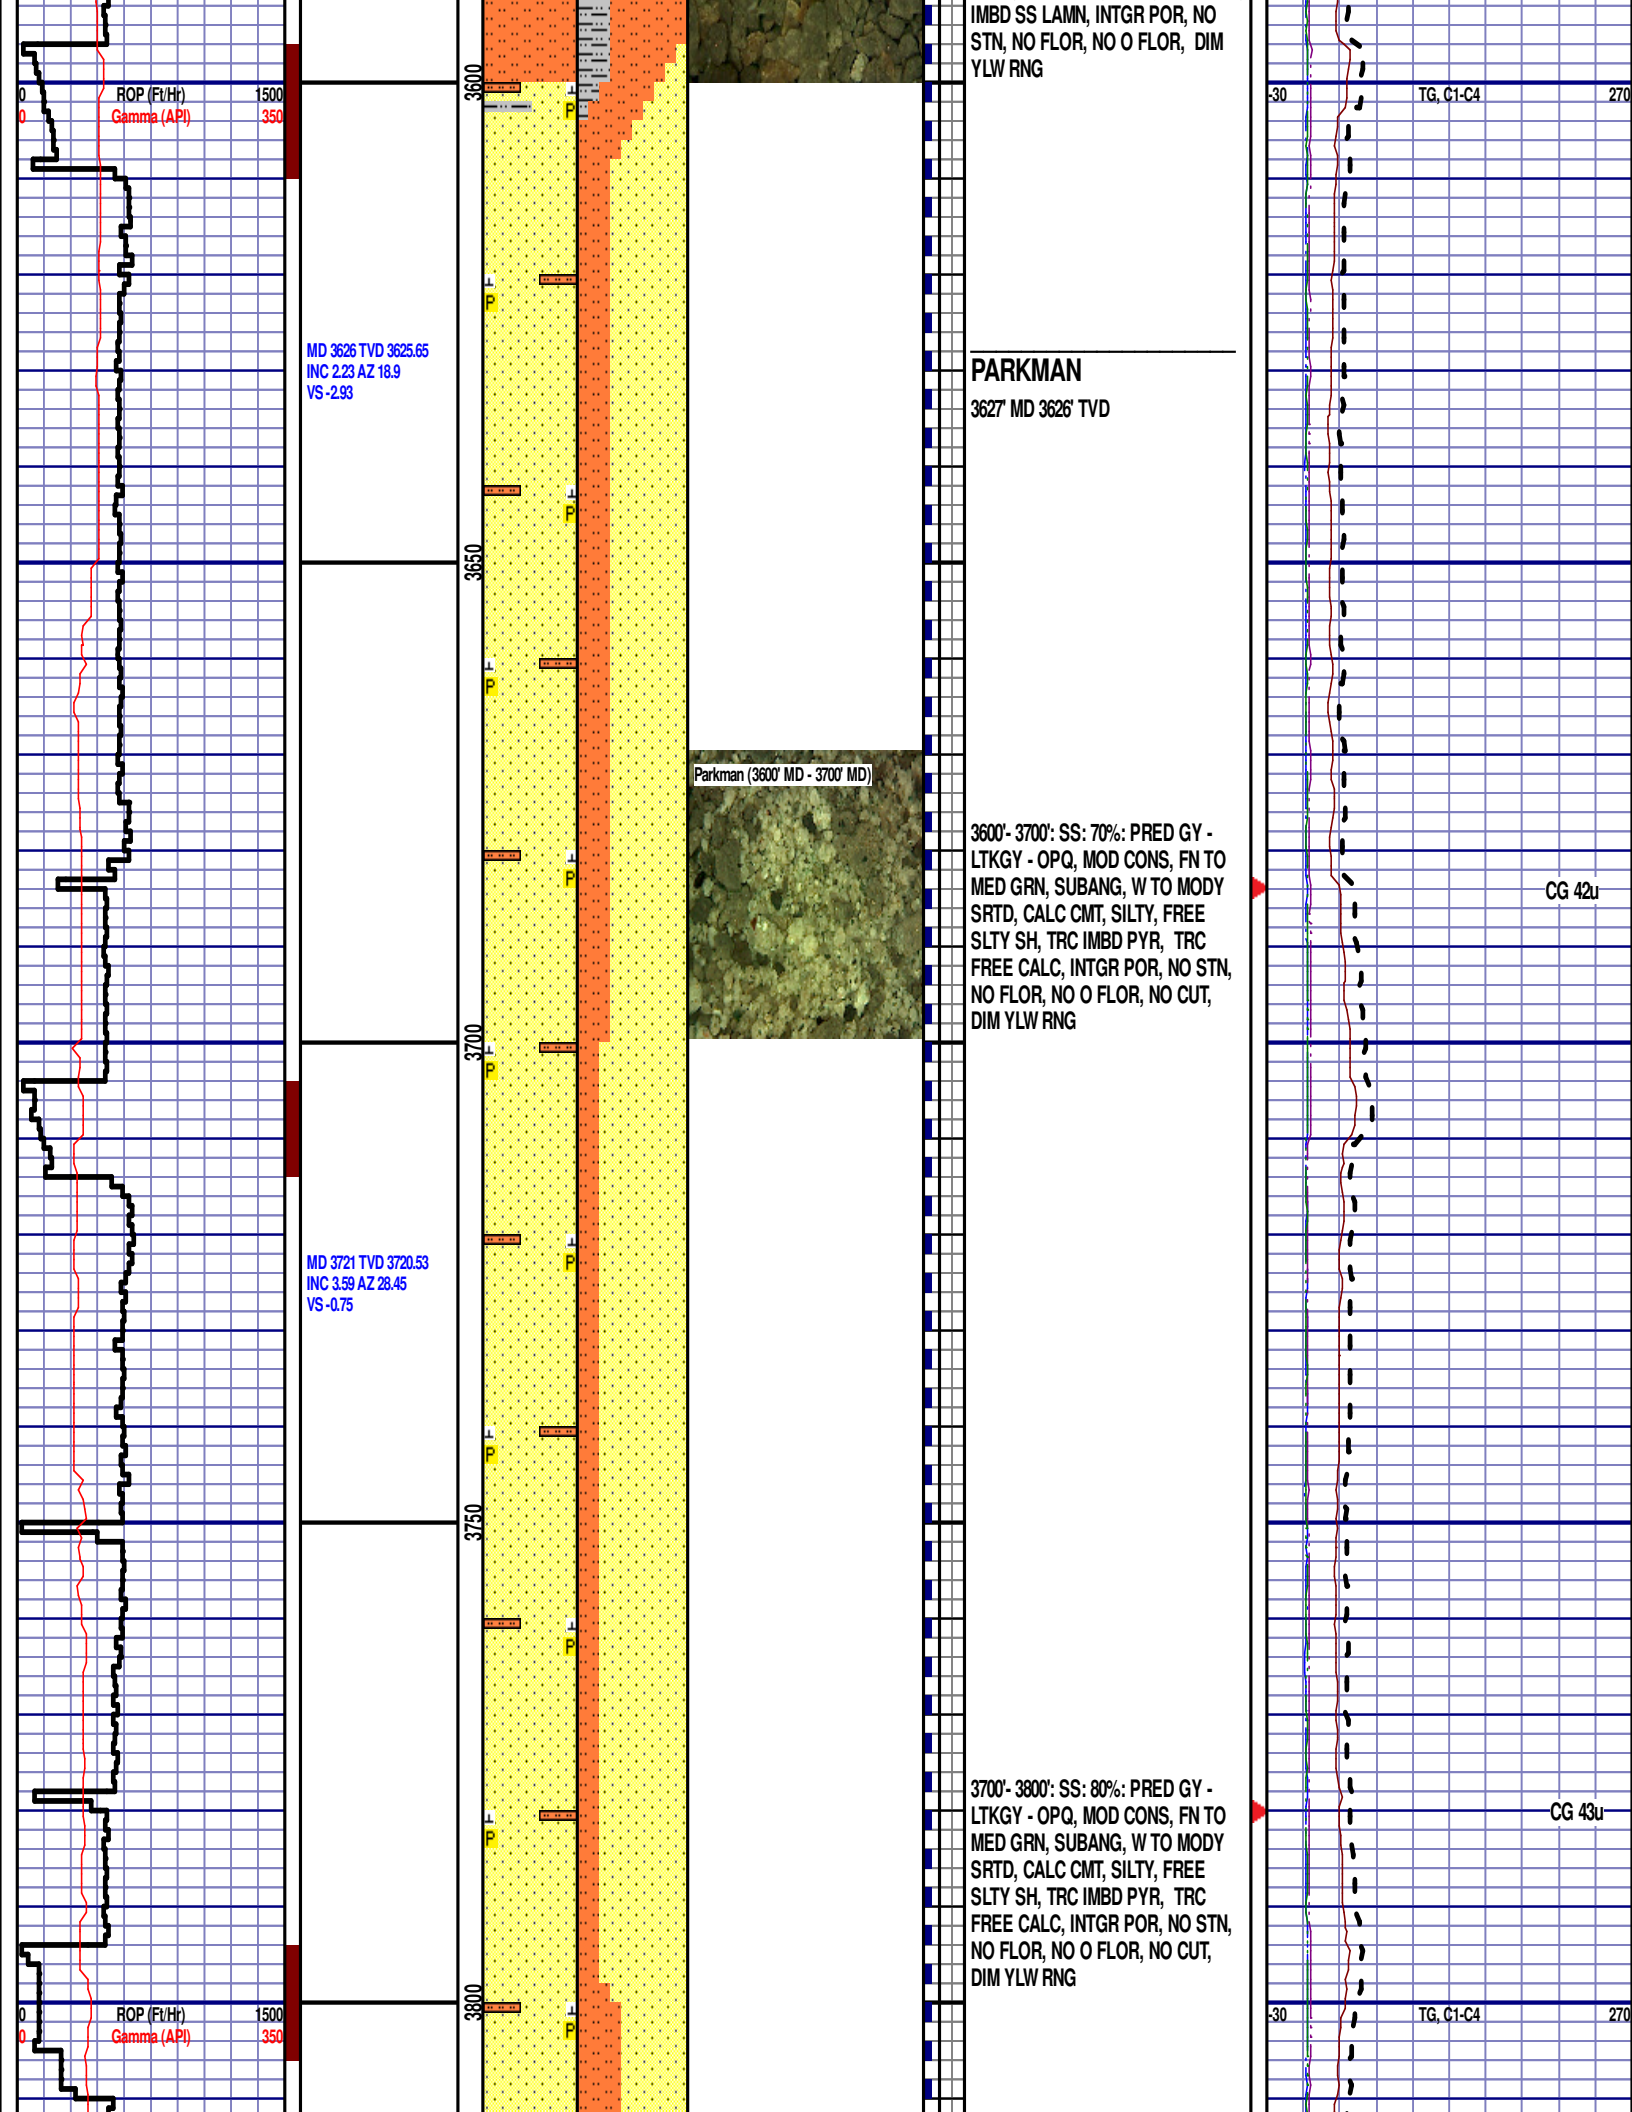 IMBD SS LAMN, INTGR POR, NO
STN, NO FLOR, NO O FLOR, DIM
YLW RNG
0 ROP (Ft/Hr) 1500
0 Gamma (API) 350
3600
-30 TG, C1-C4 270
P
P
MD 3626 TVD 3625.65
INC 2.23 AZ 18.9
VS -2.93
PARKMAN
3627' MD 3626' TVD
P
3650
P
Parkman (3600' MD - 3700' MD)
3600'- 3700': SS: 70%: PRED GY -
LTKGY - OPQ, MOD CONS, FN TO
MED GRN, SUBANG, W TO MODY
SRTD, CALC CMT, SILTY, FREE
SLTY SH, TRC IMBD PYR, TRC
FREE CALC, INTGR POR, NO STN,
NO FLOR, NO O FLOR, NO CUT,
DIM YLW RNG
P
CG 42u
3700
P
MD 3721 TVD 3720.53
INC 3.59 AZ 28.45
VS -0.75
P
P
3750
P
3700'- 3800': SS: 80%: PRED GY -
LTKGY - OPQ, MOD CONS, FN TO
MED GRN, SUBANG, W TO MODY
SRTD, CALC CMT, SILTY, FREE
SLTY SH, TRC IMBD PYR, TRC
FREE CALC, INTGR POR, NO STN,
NO FLOR, NO O FLOR, NO CUT,
DIM YLW RNG
P
CG 43u
3800
0 ROP (Ft/Hr) 1500
0 Gamma (API) 350
P
-30 TG, C1-C4 270